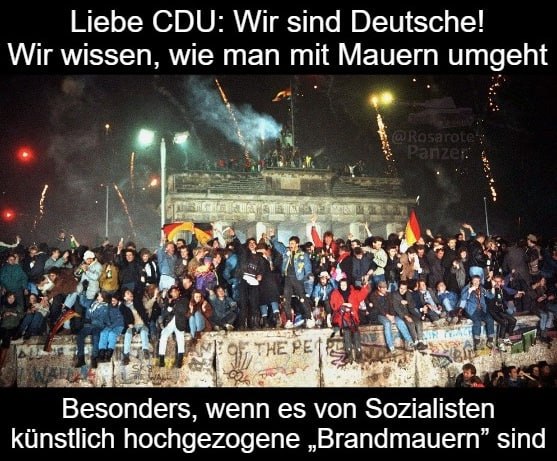 Liebe CDU: Wir sind Deutsche!
Wir wissen, wie man mit Mauern umgeht
@Rosarote
Panzer
OF THE PE
Besonders, wenn es von Sozialisten
künstlich hochgezogene „Brandmauern” sind